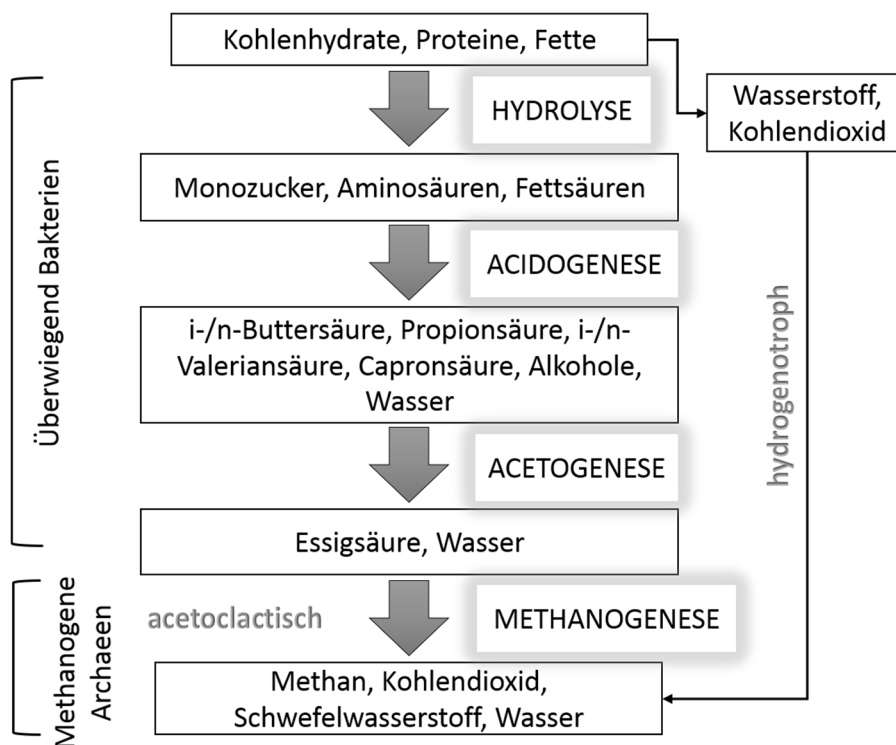 Kohlenhydrate, Proteine, Fette
HYDROLYSE
Wasserstoff,
Kohlendioxid
Monozucker, Aminosäuren, Fettsäuren
ACIDOGENESE
i-/n-Buttersäure, Propionsäure, i-/n-
Valeriansäure, Capronsäure, Alkohole,
Wasser
ACETOGENESE
Essigsäure, Wasser
acetoclactisch
METHANOGENESE
Methan, Kohlendioxid,
Schwefelwasserstoff, Wasser
Überwiegend Bakterien
Methanogene
Archaeen
hydrogenotroph